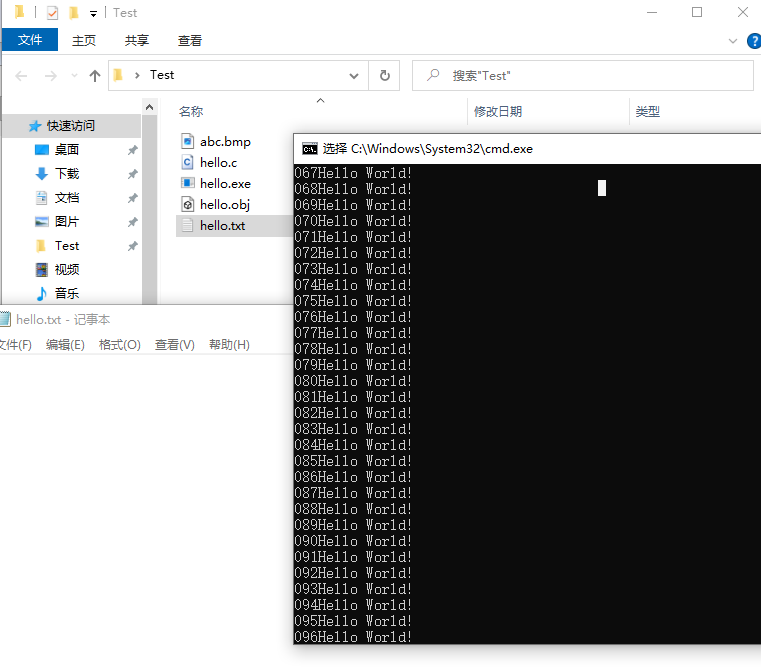 Test
文件 主页 共享 查看
Test 搜索"Test"
名称 修改日期 类型
快速访问
桌面
下载
文档
图片
Test
视频
音乐
abc.bmp
hello.c
hello.exe
hello.obj
hello.txt
hello.txt - 记事本
文件(F) 编辑(E) 格式(O) 查看(V) 帮助(H)
选择 C:\Windows\System32\cmd.exe
067Hello World!
068Hello World!
069Hello World!
070Hello World!
071Hello World!
072Hello World!
073Hello World!
074Hello World!
075Hello World!
076Hello World!
077Hello World!
078Hello World!
079Hello World!
080Hello World!
081Hello World!
082Hello World!
083Hello World!
084Hello World!
085Hello World!
086Hello World!
087Hello World!
088Hello World!
089Hello World!
090Hello World!
091Hello World!
092Hello World!
093Hello World!
094Hello World!
095Hello World!
096Hello World!